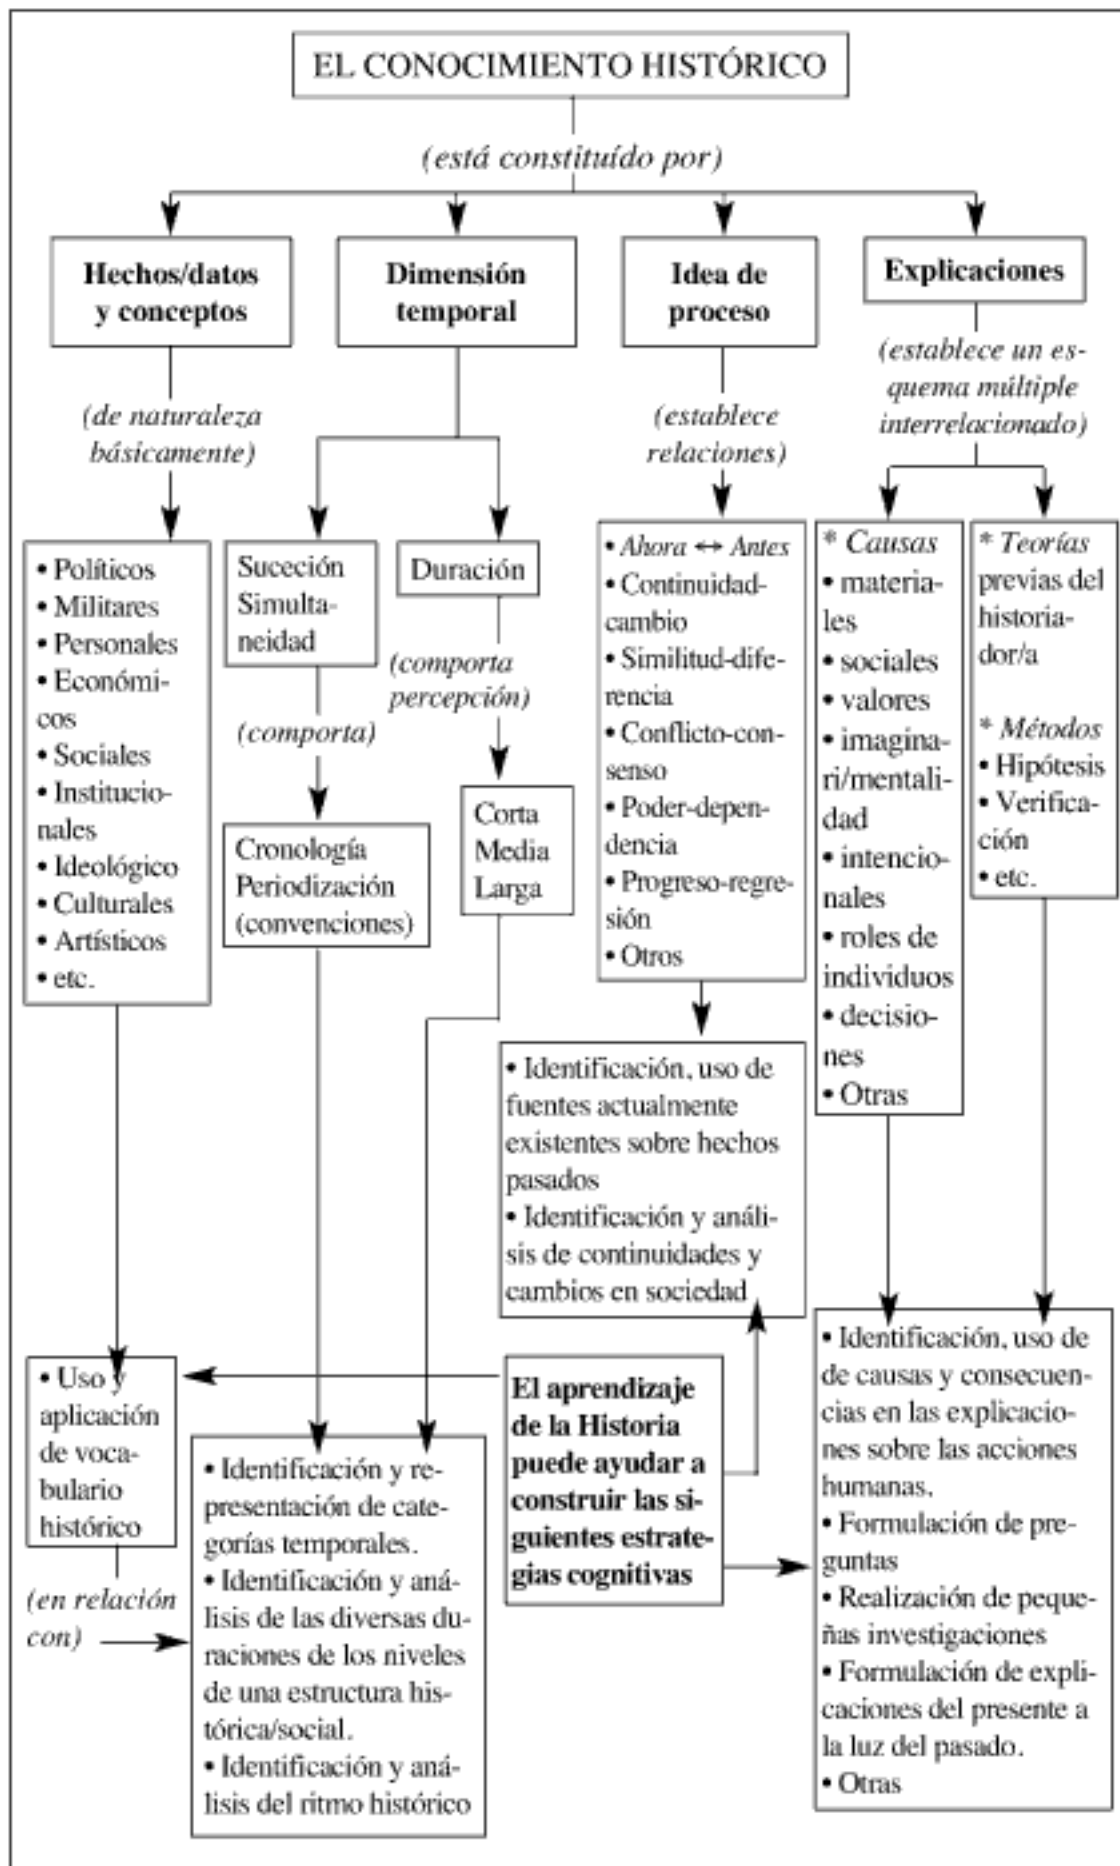 EL CONOCIMIENTO HISTÓRICO
(está constituído por)
Hechos/datos
y conceptos
Dimensión
temporal
Idea de
proceso
Explicaciones
(de naturaleza
básicamente)
(establece
relaciones)
(establece un es-
quema múltiple
interrelacionado)
• Políticos
• Militares
• Personales
• Económi-
cos
• Sociales
• Institucio-
nales
• Ideológico
• Culturales
• Artísticos
• etc.
Suceción
Simulta-
neidad
(comporta)
Cronología
Periodización
(convenciones)
Duración
(comporta
percepción)
Corta
Media
Larga
• Ahora ↔ Antes
• Continuidad-
cambio
• Similitud-dife-
rencia
• Conflicto-con-
senso
• Poder-depen-
dencia
• Progreso-regre-
sión
• Otros
* Causas
• materia-
les
• sociales
• valores
• imagina-
ri/mentali-
dad
• intencio-
nales
• roles de
individuos
• decisio-
nes
• Otras
* Teorías
previas del
historia-
dor/a
* Métodos
• Hipótesis
• Verifica-
ción
• etc.
• Identificación, uso de
fuentes actualmente
existentes sobre hechos
pasados
• Identificación y análi-
sis de continuidades y
cambios en sociedad
• Uso y
aplicación
de voca-
bulario
histórico
(en relación
con)
• Identificación y re-
presentación de cate-
gorías temporales.
• Identificación y aná-
lisis de las diversas du-
raciones de los niveles
de una estructura his-
tórica/social.
• Identificación y aná-
lisis del ritmo histórico
El aprendizaje
de la Historia
puede ayudar a
construir las si-
guientes estrate-
gias cognitivas
• Identificación, uso de
de causas y consecuen-
cias en las explicacio-
nes sobre las acciones
humanas.
• Formulación de pre-
guntas
• Realización de peque-
ñas investigaciones
• Formulación de expli-
caciones del presente a
la luz del pasado.
• Otras